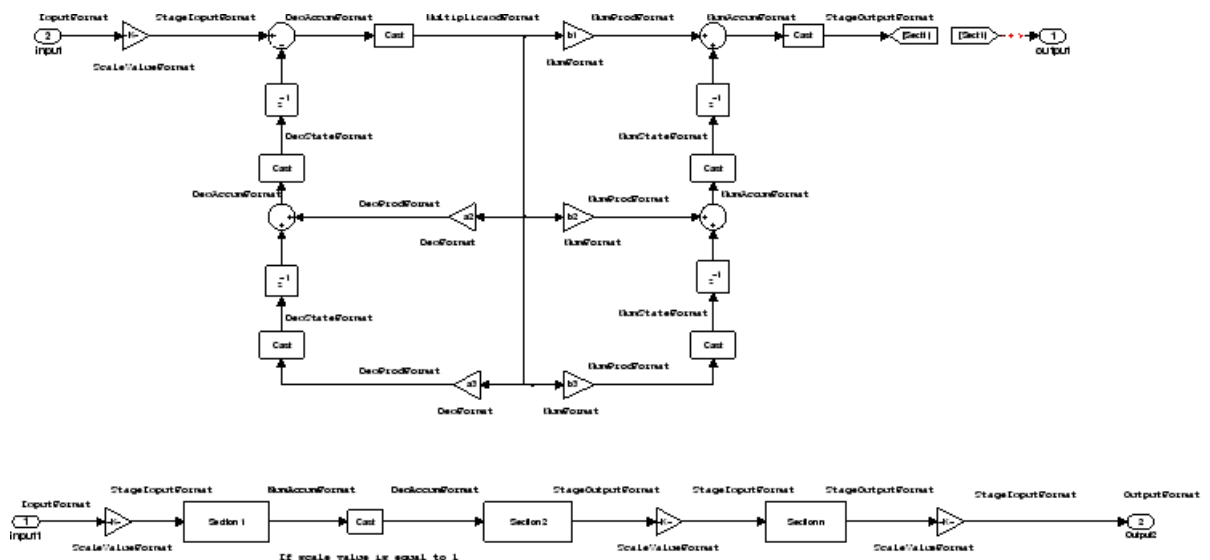 InputFormat StageInputFormat DenAccumFormat MultiplicandFormat NumProdFormat NumAccumFormat StageOutputFormat
2 K- Cast b1 Cast [Sect1] [Sect1] 1
input output
ScaleValueFormat NumFormat
z-1 z-1
DenStateFormat NumStateFormat
Cast Cast
DenAccumFormat NumAccumFormat
DenProdFormat NumProdFormat
a2 b2
DenFormat NumFormat
z-1 z-1
DenStateFormat NumStateFormat
Cast Cast
DenProdFormat NumProdFormat
a3 b3
DenFormat NumFormat
StageInputFormat NumAccumFormat DenAccumFormat StageOutputFormat StageInputFormat StageOutputFormat StageInputFormat OutputFormat
InputFormat
1 K- Section 1 Cast Section 2 K- Section n K- 2
input1 Output2
ScaleValueFormat ScaleValueFormat ScaleValueFormat
If scale value is equal to 1